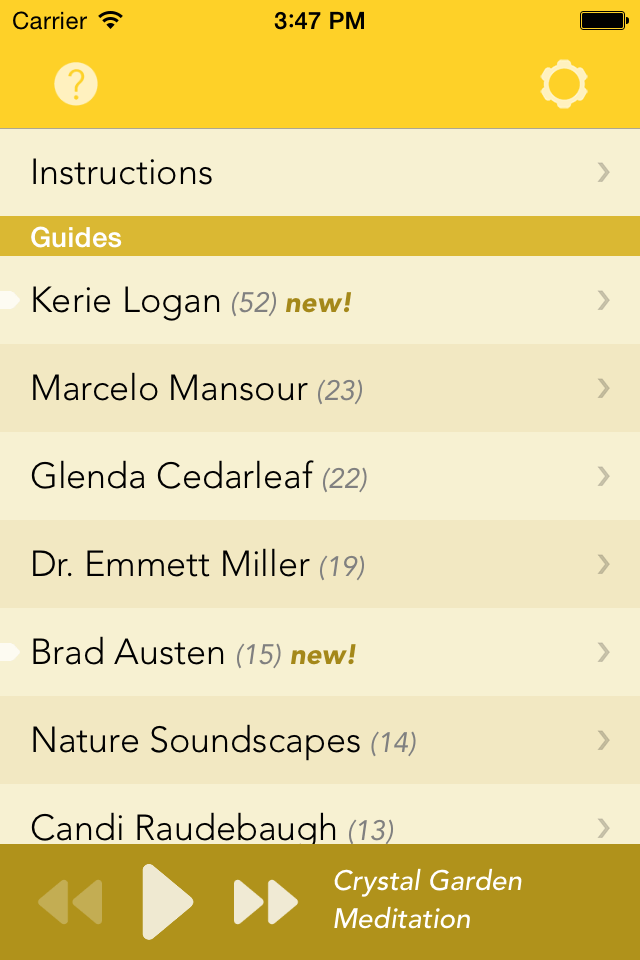 Carrier 3:47 PM
?
Instructions
Guides
Kerie Logan (52) new!
Marcelo Mansour (23)
Glenda Cedarleaf (22)
Dr. Emmett Miller (19)
Brad Austen (15) new!
Nature Soundscapes (14)
Candi Raudebaugh (13)
Crystal Garden
Meditation